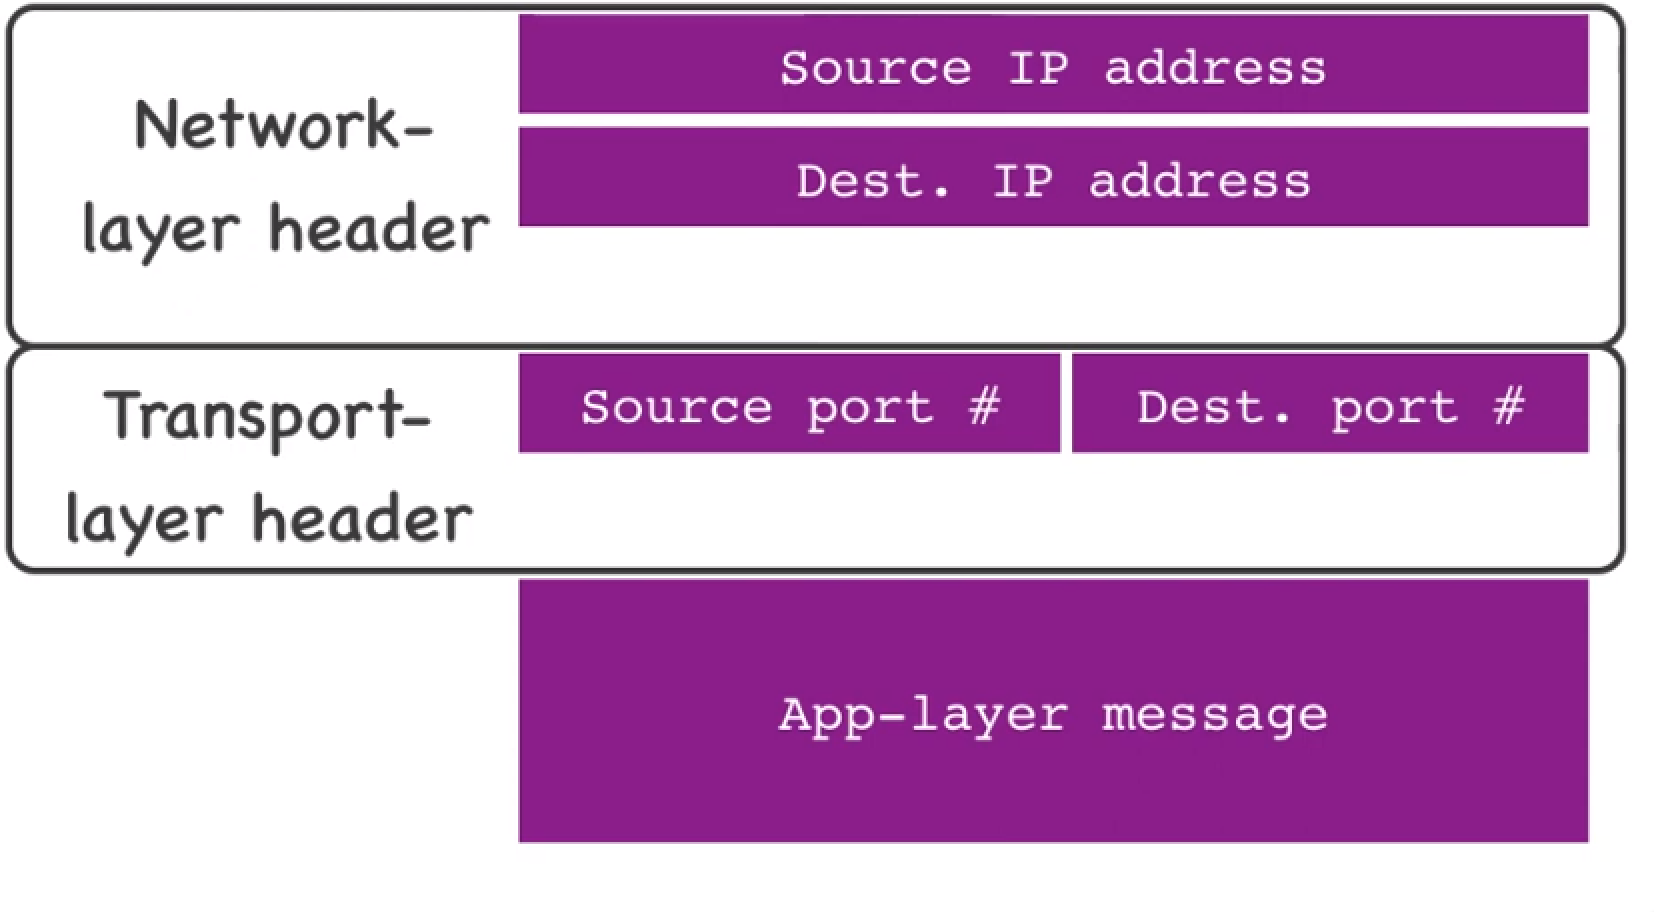 Network-
layer header
Source IP address
Dest. IP address
Transport-
layer header
Source port #
Dest. port #
App-layer message